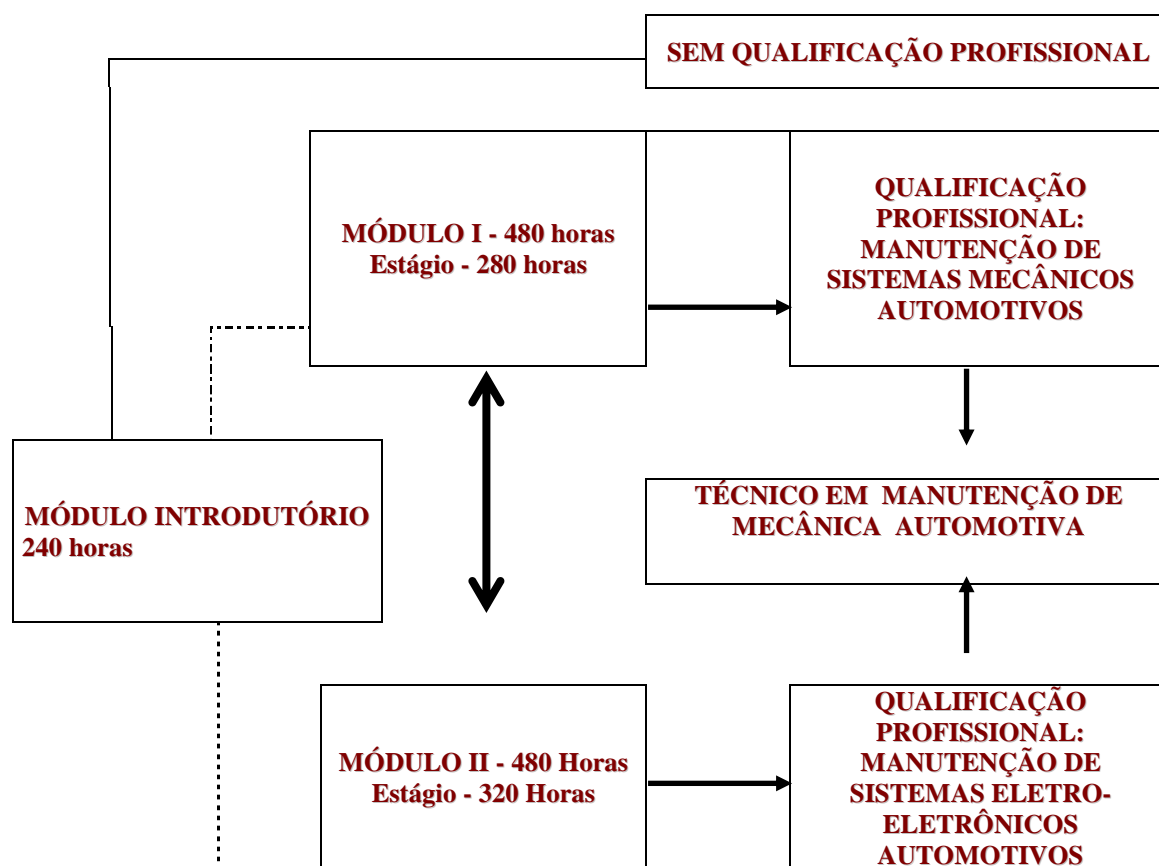 SEM QUALIFICAÇÃO PROFISSIONAL
MÓDULO I - 480 horas
Estágio - 280 horas
QUALIFICAÇÃO
PROFISSIONAL:
MANUTENÇÃO DE
SISTEMAS MECÂNICOS
AUTOMOTIVOS
MÓDULO INTRODUTÓRIO
240 horas
TÉCNICO EM MANUTENÇÃO DE
MECÂNICA AUTOMOTIVA
MÓDULO II - 480 Horas
Estágio - 320 Horas
QUALIFICAÇÃO
PROFISSIONAL:
MANUTENÇÃO DE
SISTEMAS ELETRO-
ELETRÔNICOS
AUTOMOTIVOS